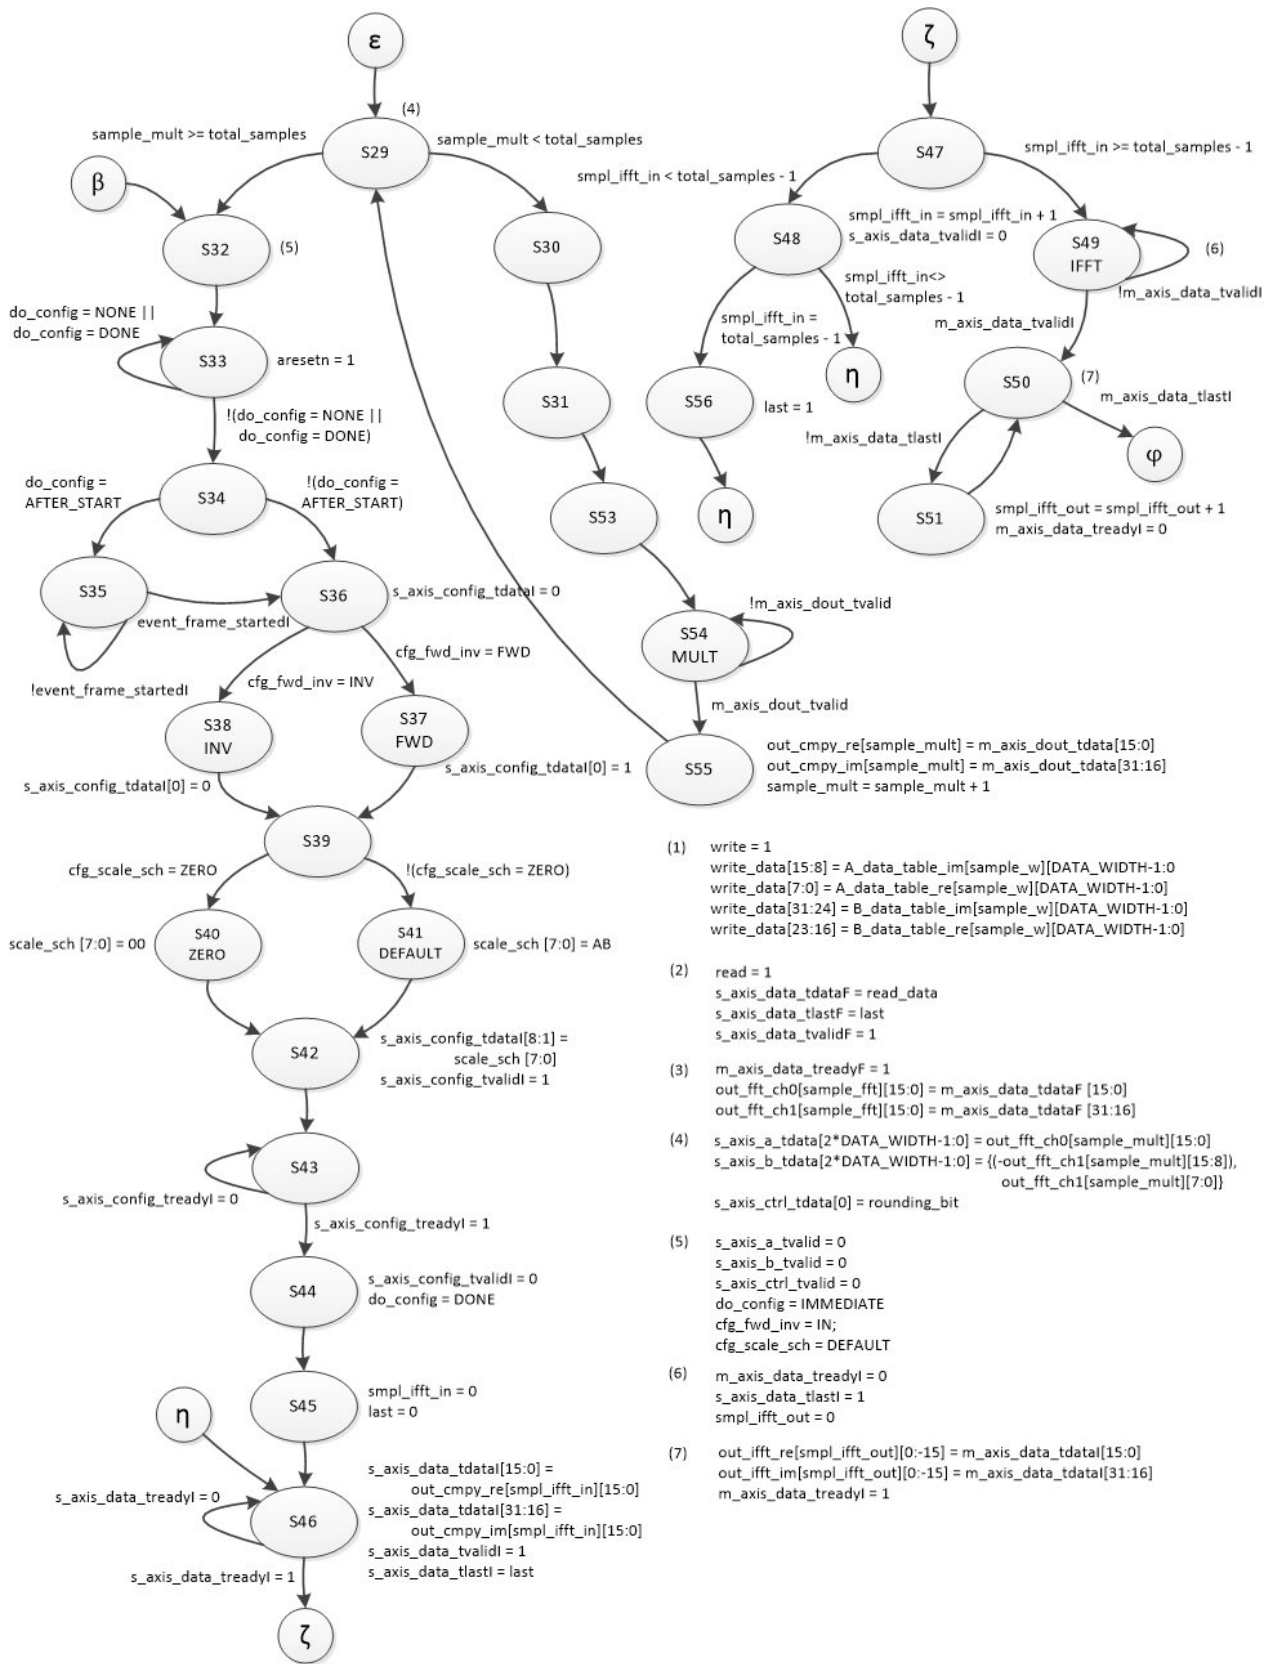 ε
ζ
(4)
sample_mult >= total_samples
S29
sample_mult < total_samples
S47
smpl_ifft_in >= total_samples - 1
β
smpl_ifft_in < total_samples - 1
S32
(5)
S30
S48
smpl_ifft_in = smpl_ifft_in + 1
s_axis_data_tvalidI = 0
S49
IFFT
(6)
!m_axis_data_tvalidI
smpl_ifft_in<>
total_samples - 1
do_config = NONE ||
do_config = DONE
S33
aresetn = 1
smpl_ifft_in =
total_samples - 1
m_axis_data_tvalidI
η
S50
(7)
m_axis_data_tlastI
!(do_config = NONE ||
do_config = DONE)
S31
S56
last = 1
!m_axis_data_tlastI
φ
do_config =
AFTER_START
S34
!(do_config =
AFTER_START)
S53
η
S51
smpl_ifft_out = smpl_ifft_out + 1
m_axis_data_treadyI = 0
S35
S36
s_axis_config_tdataI = 0
event_frame_startedI
!m_axis_dout_tvalid
S54
MULT
!event_frame_startedI
cfg_fwd_inv = INV
cfg_fwd_inv = FWD
m_axis_dout_tvalid
S38
INV
S37
FWD
s_axis_config_tdataI[0] = 0
s_axis_config_tdataI[0] = 1
S55
out_cmpy_re[sample_mult] = m_axis_dout_tdata[15:0]
out_cmpy_im[sample_mult] = m_axis_dout_tdata[31:16]
sample_mult = sample_mult + 1
S39
cfg_scale_sch = ZERO
!(cfg_scale_sch = ZERO)
scale_sch [7:0] = 00
S40
ZERO
S41
DEFAULT
scale_sch [7:0] = AB
S42
s_axis_config_tdataI[8:1] =
scale_sch [7:0]
s_axis_config_tvalidI = 1
S43
s_axis_config_treadyI = 0
s_axis_config_treadyI = 1
S44
s_axis_config_tvalidI = 0
do_config = DONE
S45
smpl_ifft_in = 0
last = 0
η
s_axis_data_treadyI = 0
S46
s_axis_data_tdataI[15:0] =
out_cmpy_re[smpl_ifft_in][15:0]
s_axis_data_tdataI[31:16] =
out_cmpy_im[smpl_ifft_in][15:0]
s_axis_data_tvalidI = 1
s_axis_data_tlastI = last
s_axis_data_treadyI = 1
ζ
(1) write = 1
write_data[15:8] = A_data_table_im[sample_w][DATA_WIDTH-1:0
write_data[7:0] = A_data_table_re[sample_w][DATA_WIDTH-1:0]
write_data[31:24] = B_data_table_im[sample_w][DATA_WIDTH-1:0]
write_data[23:16] = B_data_table_re[sample_w][DATA_WIDTH-1:0]
(2) read = 1
s_axis_data_tdataF = read_data
s_axis_data_tlastF = last
s_axis_data_tvalidF = 1
(3) m_axis_data_treadyF = 1
out_fft_ch0[sample_fft][15:0] = m_axis_data_tdataF [15:0]
out_fft_ch1[sample_fft][15:0] = m_axis_data_tdataF [31:16]
(4) s_axis_a_tdata[2*DATA_WIDTH-1:0] = out_fft_ch0[sample_mult][15:0]
s_axis_b_tdata[2*DATA_WIDTH-1:0] = {(-out_fft_ch1[sample_mult][15:8]),
out_fft_ch1[sample_mult][7:0]}
s_axis_ctrl_tdata[0] = rounding_bit
(5) s_axis_a_tvalid = 0
s_axis_b_tvalid = 0
s_axis_ctrl_tvalid = 0
do_config = IMMEDIATE
cfg_fwd_inv = IN;
cfg_scale_sch = DEFAULT
(6) m_axis_data_treadyI = 0
s_axis_data_tlastI = 1
smpl_ifft_out = 0
(7) out_ifft_re[smpl_ifft_out][0:-15] = m_axis_data_tdataI[15:0]
out_ifft_im[smpl_ifft_out][0:-15] = m_axis_data_tdataI[31:16]
m_axis_data_treadyI = 1